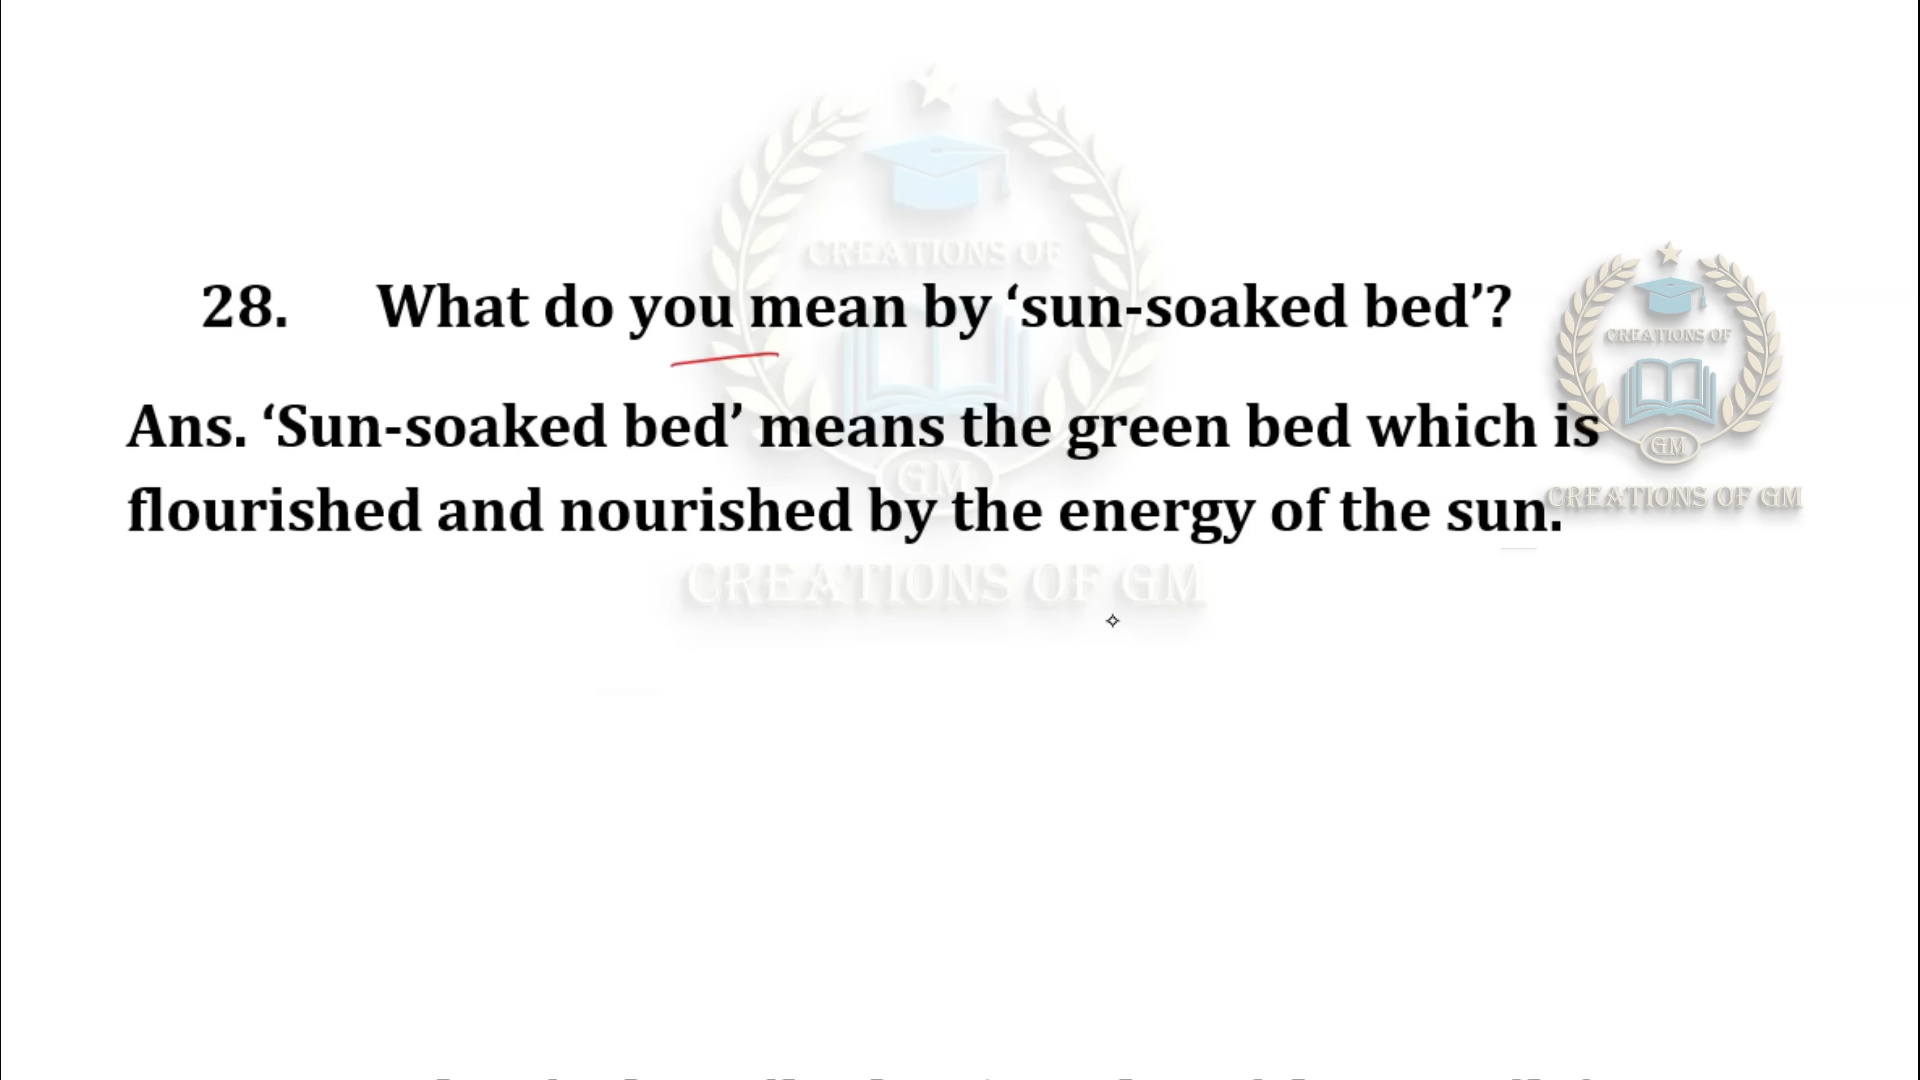 CREATIONS OF
28. What do you mean by ‘sun-soaked bed’?
CREATIONS OF
Ans. ‘Sun-soaked bed’ means the green bed which is
GM
GM
flourished and nourished by the energy of the sun.
CREATIONS OF GM
CREATIONS OF GM